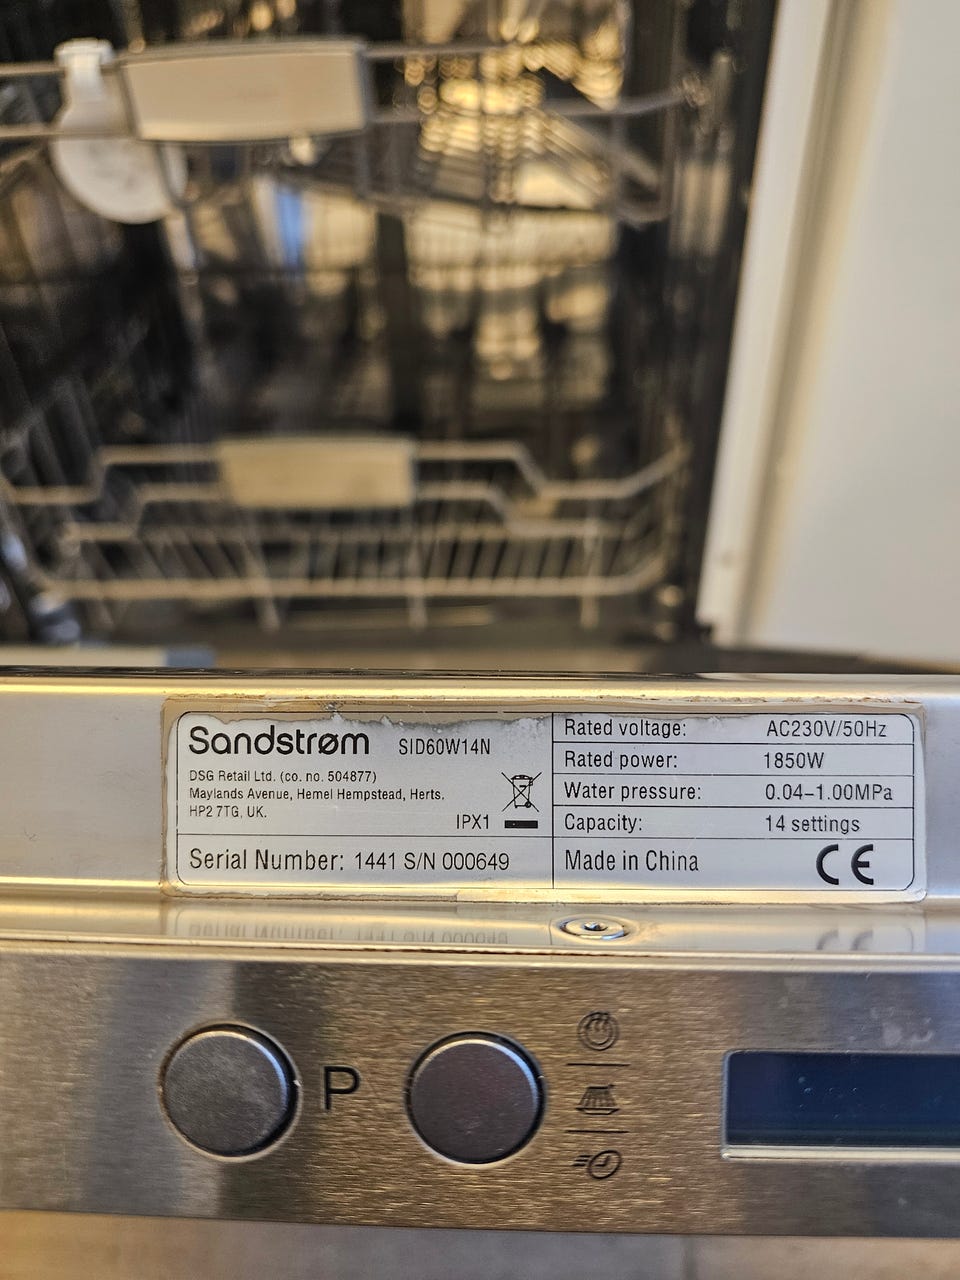 Sandstrøm SID60W14N
DSG Retail Ltd. (co. no. 504877)
Maylands Avenue, Hemel Hempstead, Herts.
HP2 7TG, UK.
IPX1
Serial Number: 1441 S/N 000649
Rated voltage: AC230V/50Hz
Rated power: 1850W
Water pressure: 0.04-1.00MPa
Capacity: 14 settings
Made in China CE
P